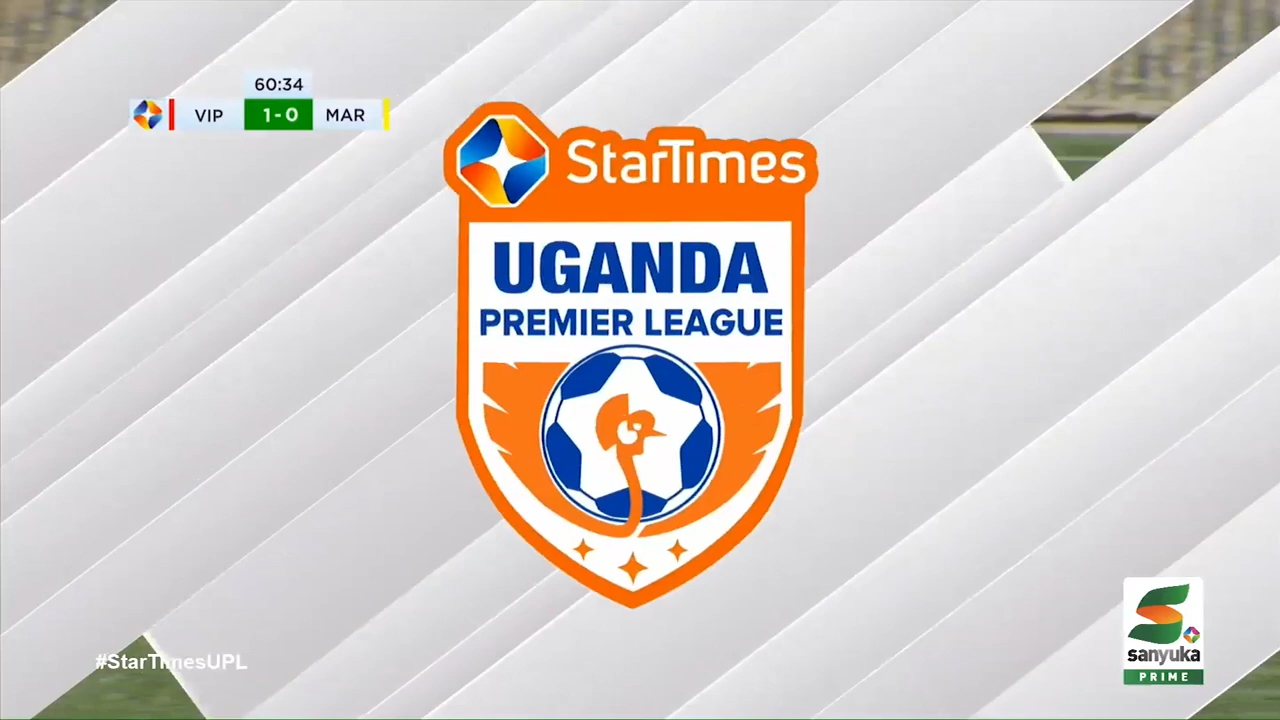 60:34
VIP 1-0 MAR
StarTimes
UGANDA
PREMIER LEAGUE
#StarTimesUPL
sanyuka
PRIME